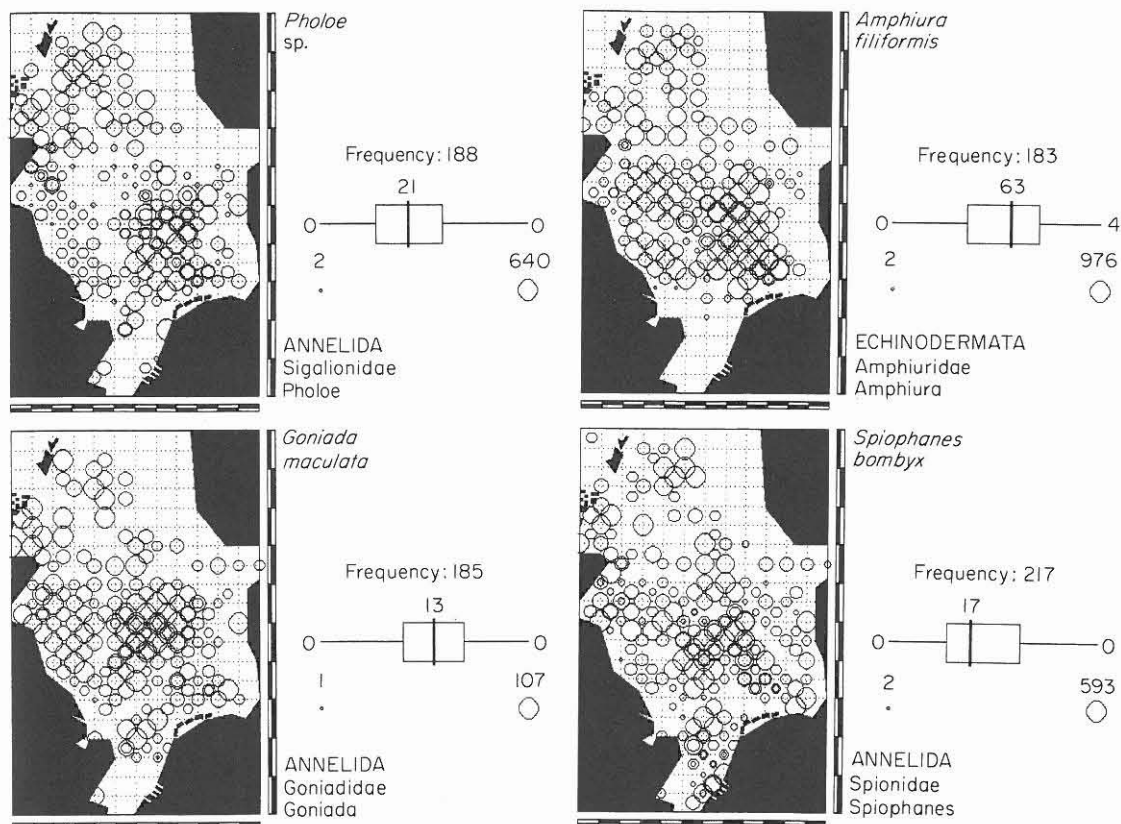 Pholoe
sp.
Frequency: 188
21
0 0
2 640
ANNELIDA
Sigalionidae
Pholoe
Amphiura
filiformis
Frequency: 183
63
0 4
2 976
ECHINODERMATA
Amphiuridae
Amphiura
Goniada
maculata
Frequency: 185
13
0 0
1 107
ANNELIDA
Goniadidae
Goniada
Spiophanes
bombyx
Frequency: 217
17
0 0
2 593
ANNELIDA
Spionidae
Spiophanes